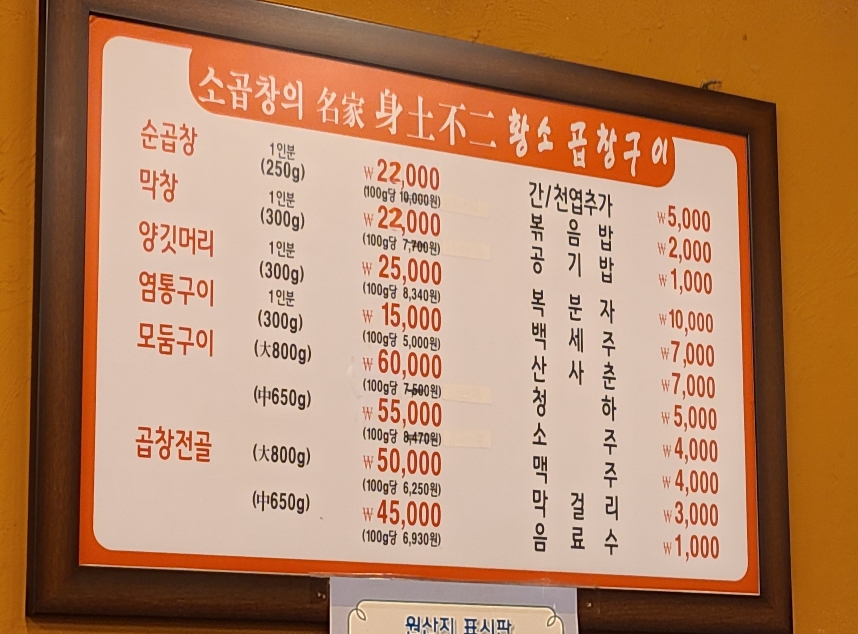 소곱창의 名家 身土不二 황소 곱창구이
순곱창 1인분 (250g) ₩22,000
(100g당 10,000원)
막창 1인분 (300g) ₩22,000
(100g당 7,700원)
양깃머리 1인분 (300g) ₩25,000
(100g당 8,340원)
염통구이 1인분 (300g) ₩15,000
(100g당 5,000원)
모둠구이 (大800g) ₩60,000
(100g당 7,500원)
(中650g) ₩55,000
(100g당 8,470원)
곱창전골 (大800g) ₩50,000
(100g당 6,250원)
(中650g) ₩45,000
(100g당 6,930원)
간/천엽추가 ₩5,000
볶음밥 ₩2,000
공기밥 ₩1,000
복분자 ₩10,000
백세주 ₩7,000
산사춘 ₩7,000
청하 ₩5,000
소주 ₩4,000
맥주 ₩4,000
막걸리 ₩3,000
음료수 ₩1,000
원산지 표시판